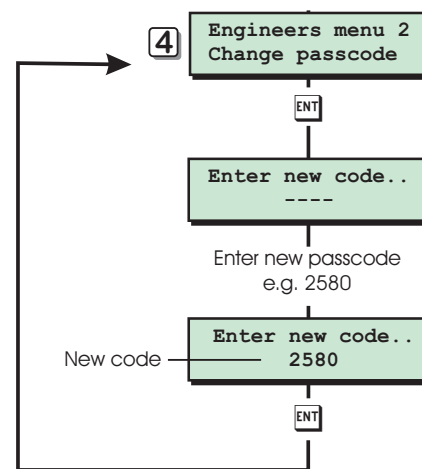 4
Engineers menu 2
Change passcode
ENT
Enter new code..
----
Enter new passcode
e.g. 2580
Enter new code..
New code
2580
ENT